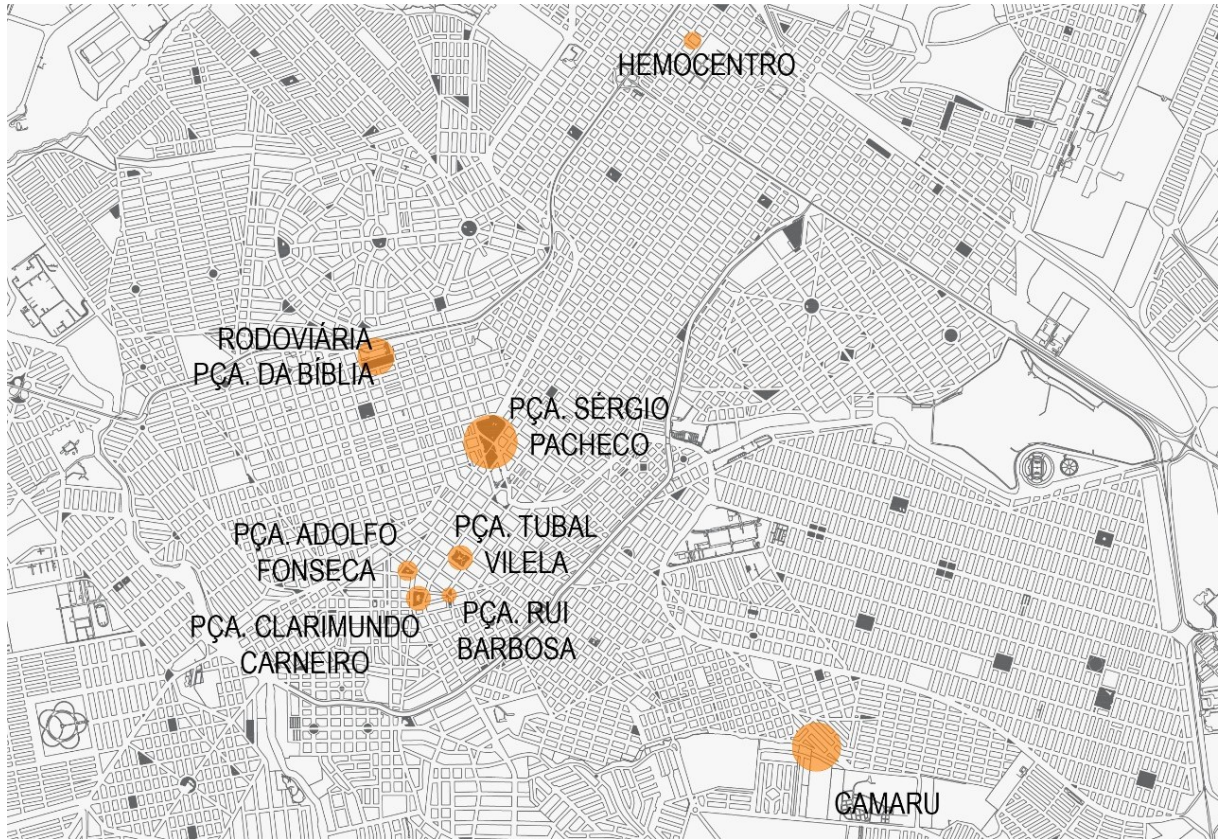 HEMOCENTRO
RODOVIÁRIA
PÇA. DA BÍBLIA
PÇA. SÉRGIO
PACHECO
PÇA. ADOLFO
FONSECA
PÇA. TUBAL
VILELA
PÇA. CLARIMUNDO
CARNEIRO
PÇA. RUI
BARBOSA
CAMARU